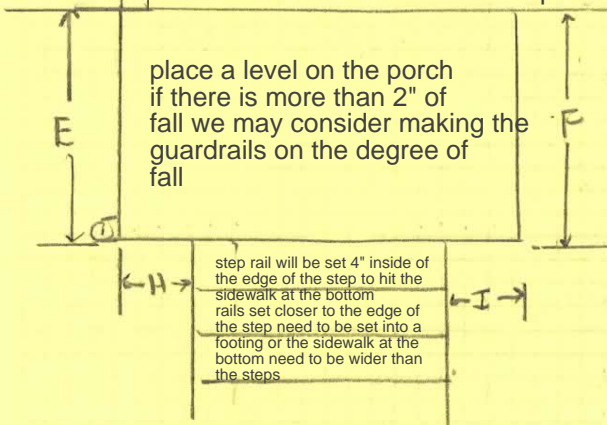 place a level on the porch
if there is more than 2" of
fall we may consider making the
guardrails on the degree of
fall
E
F
①
H
I
step rail will be set 4" inside of
the edge of the step to hit the
sidewalk at the bottom
rails set closer to the edge of
the step need to be set into a
footing or the sidewalk at the
bottom need to be wider than
the steps